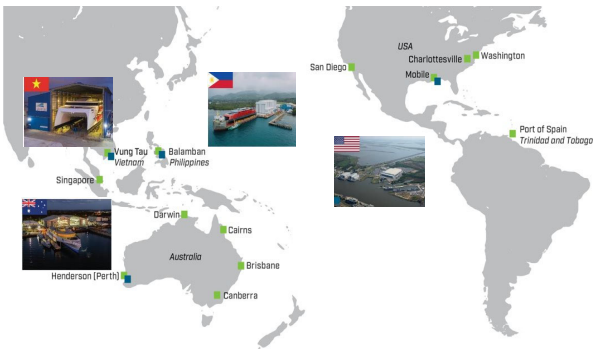 USA
Charlottesville
Washington
San Diego
Mobile
Port of Spain
Trinidad and Tobago
Vung Tau
Vietnam
Balamban
Philippines
Singapore
Darwin
Cairns
Australia
Brisbane
Henderson (Perth)
Canberra